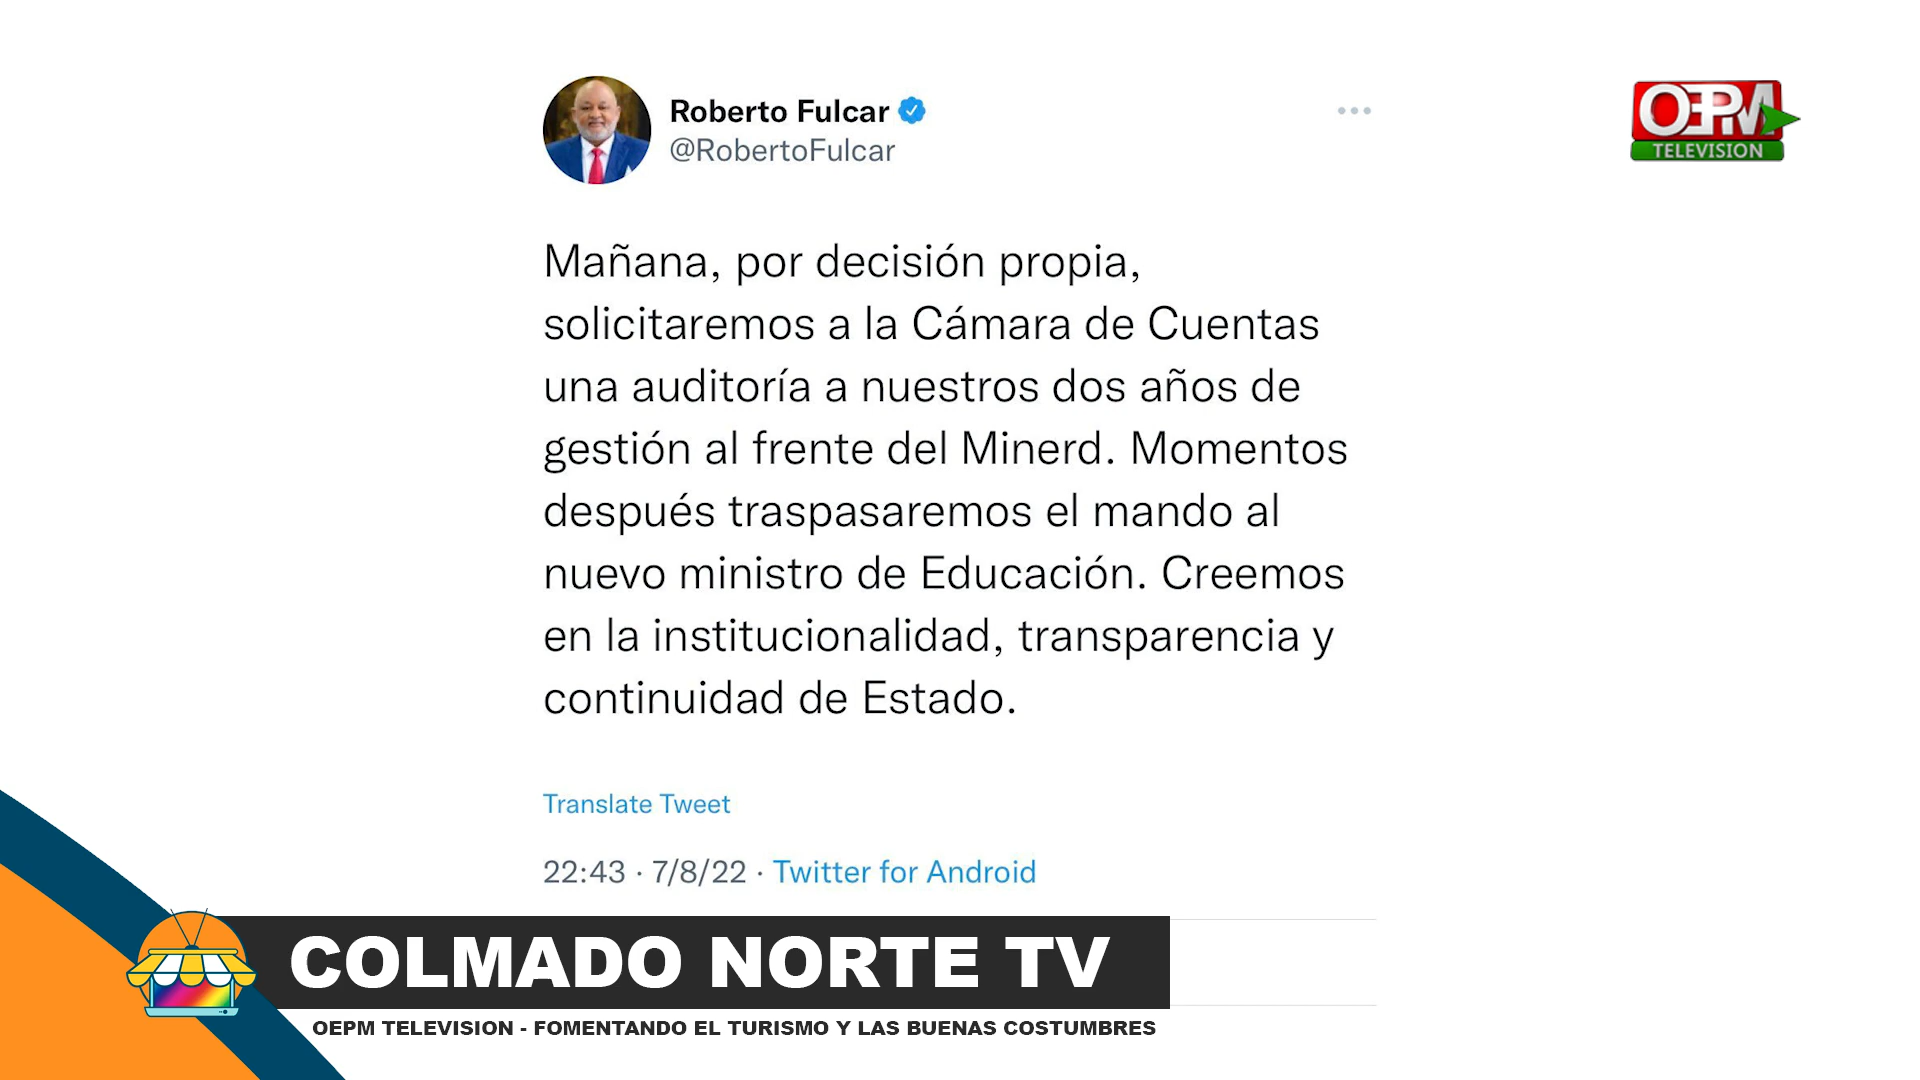 Roberto Fulcar
@RobertoFulcar
OEPM
TELEVISION
Mañana, por decisión propia,
solicitaremos a la Cámara de Cuentas
una auditoría a nuestros dos años de
gestión al frente del Minerd. Momentos
después traspasaremos el mando al
nuevo ministro de Educación. Creemos
en la institucionalidad, transparencia y
continuidad de Estado.
Translate Tweet
22:43 · 7/8/22 · Twitter for Android
COLMADO NORTE TV
OEPM TELEVISION - FOMENTANDO EL TURISMO Y LAS BUENAS COSTUMBRES